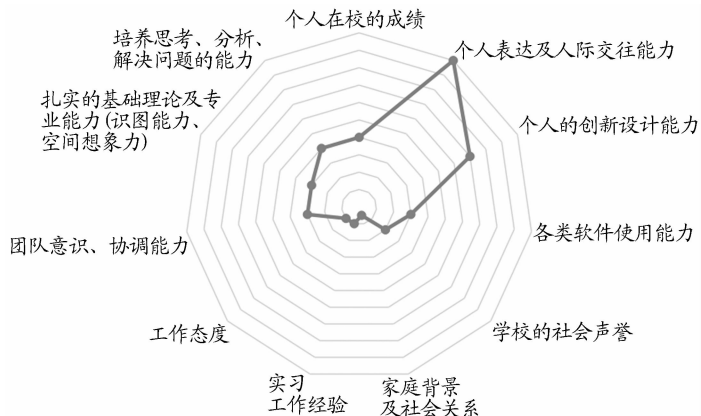 个人在校的成绩
个人表达及人际交往能力
个人的创新设计能力
各类软件使用能力
学校的社会声誉
家庭背景
及社会关系
实习
工作经验
工作态度
团队意识、协调能力
扎实的基础理论及专
业能力(识图能力、
空间想象力)
培养思考、分析、
解决问题的能力